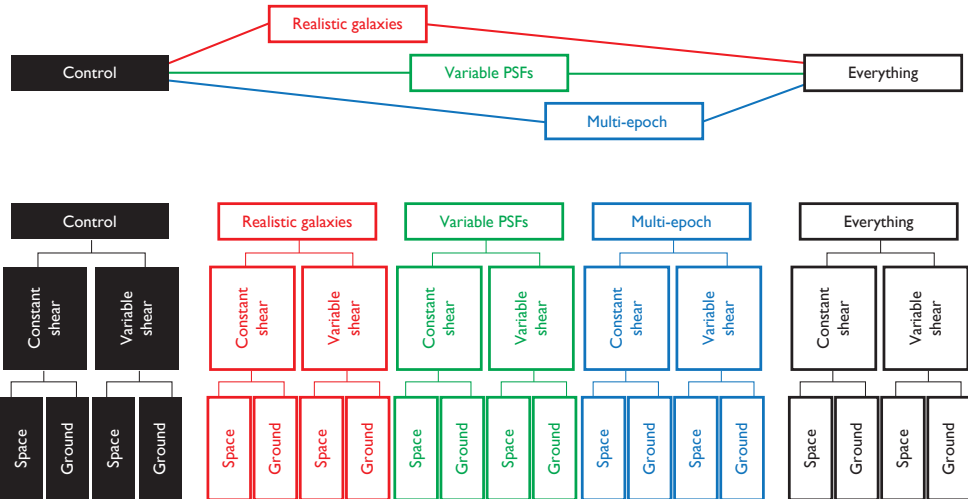 Realistic galaxies
Control
Variable PSFs
Everything
Multi-epoch
Control
Realistic galaxies
Variable PSFs
Multi-epoch
Everything
Constant
shear
Variable
shear
Constant
shear
Variable
shear
Constant
shear
Variable
shear
Constant
shear
Variable
shear
Constant
shear
Variable
shear
Space
Ground
Space
Ground
Space
Ground
Space
Ground
Space
Ground
Space
Ground
Space
Ground
Space
Ground
Space
Ground
Space
Ground